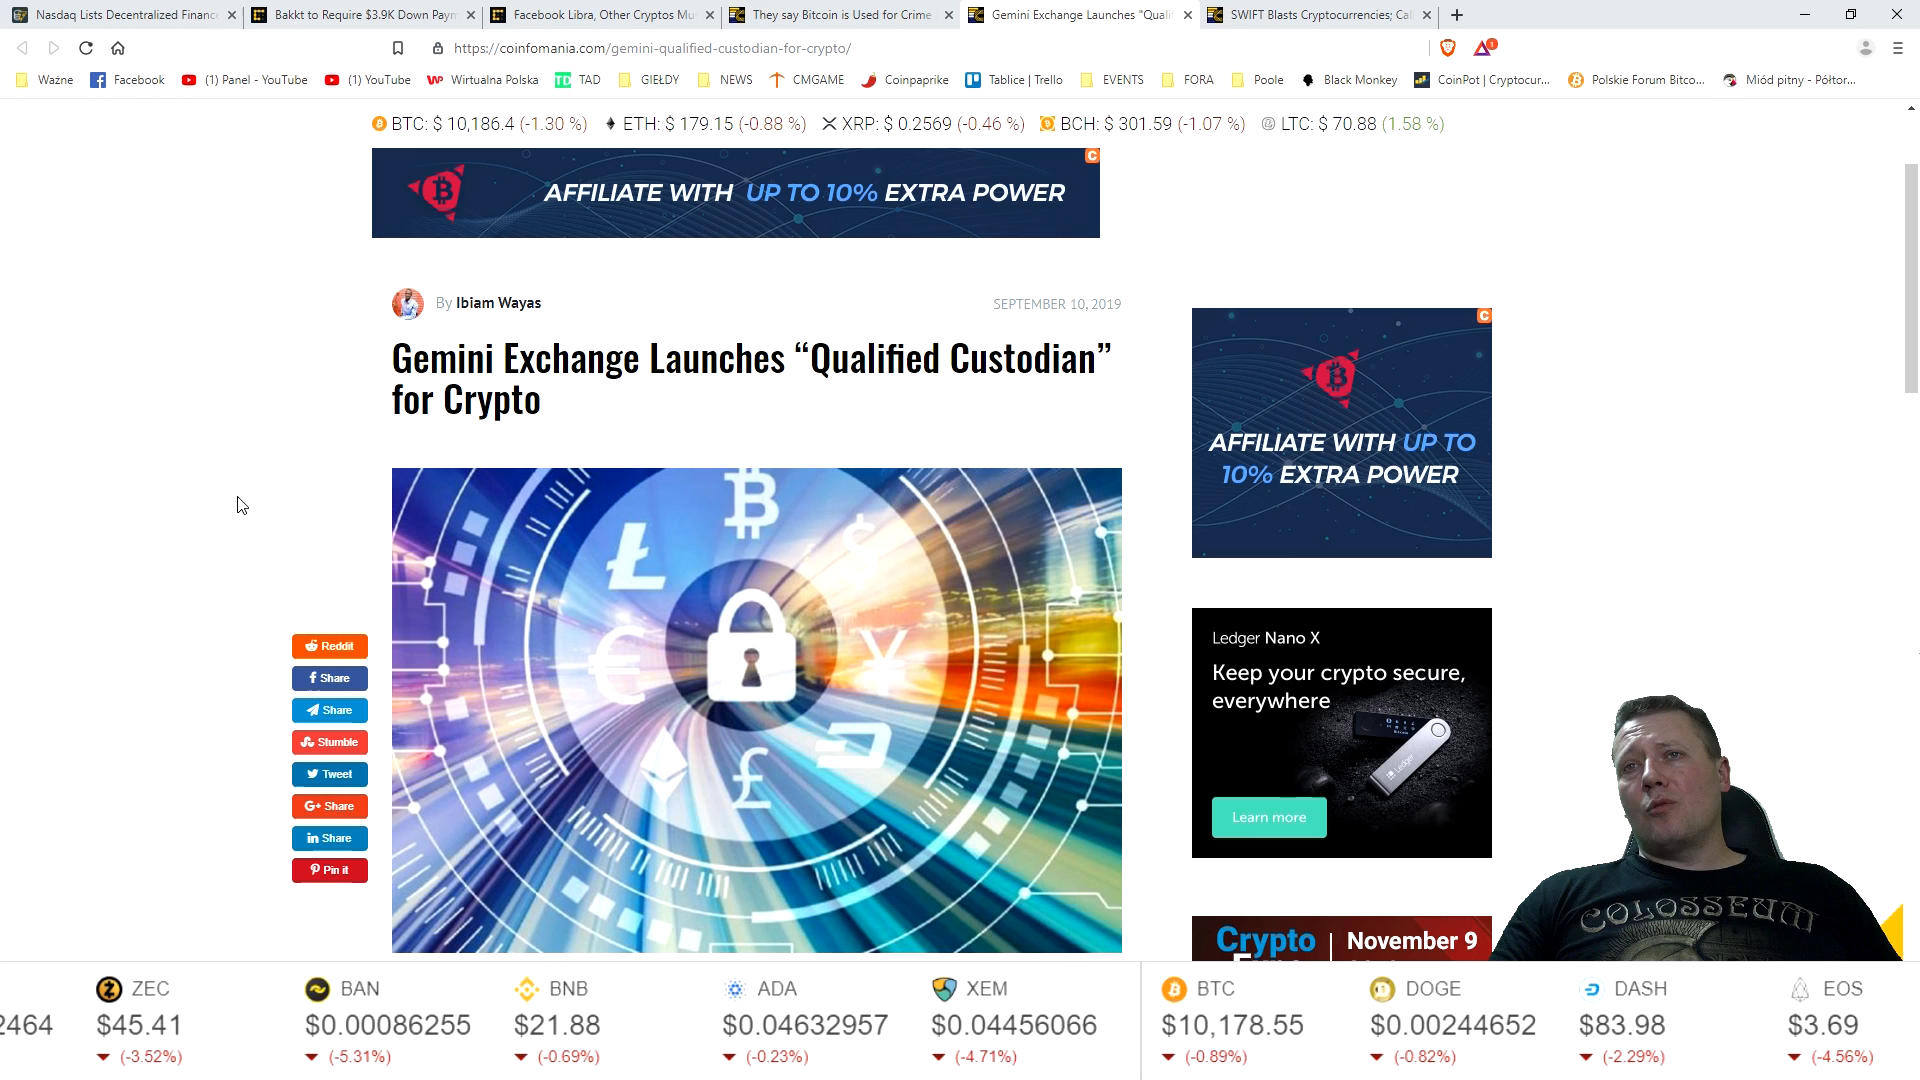 Nasdaq Lists Decentralized Finance
Bakkt to Require $3.9K Down Paym
Facebook Libra, Other Cryptos Mu
They say Bitcoin is Used for Crime
Gemini Exchange Launches "Quali
SWIFT Blasts Cryptocurrencies; Cal
https://coinfomania.com/gemini-qualified-custodian-for-crypto/
1
Ważne
Facebook
(1) Panel - YouTube
(1) YouTube
Wirtualna Polska
TAD
GIEŁDY
NEWS
CMGAME
Coinpaprike
Tablice | Trello
EVENTS
FORA
Poole
Black Monkey
CoinPot | Cryptocur...
Polskie Forum Bitco...
Miód pitny - Półtor...
BTC: $ 10,186.4 (-1.30 %)
ETH: $ 179.15 (-0.88 %)
XRP: $ 0.2569 (-0.46 %)
BCH: $ 301.59 (-1.07 %)
LTC: $ 70.88 (1.58 %)
AFFILIATE WITH UP TO 10% EXTRA POWER
By Ibiam Wayas
SEPTEMBER 10, 2019
Gemini Exchange Launches “Qualified Custodian”
for Crypto
AFFILIATE WITH UP TO
10% EXTRA POWER
Reddit
Share
Share
Stumble
Tweet
G+ Share
in Share
Pin it
Ledger Nano X
Keep your crypto secure,
everywhere
Ledger
Learn more
COLOSSEUM
Crypto
November 9
2464
ZEC
$45.41
(-3.52%)
BAN
$0.00086255
(-5.31%)
BNB
$21.88
(-0.69%)
ADA
$0.04632957
(-0.23%)
XEM
$0.04456066
(-4.71%)
BTC
$10,178.55
(-0.89%)
DOGE
$0.00244652
(-0.82%)
DASH
$83.98
(-2.29%)
EOS
$3.69
(-4.56%)